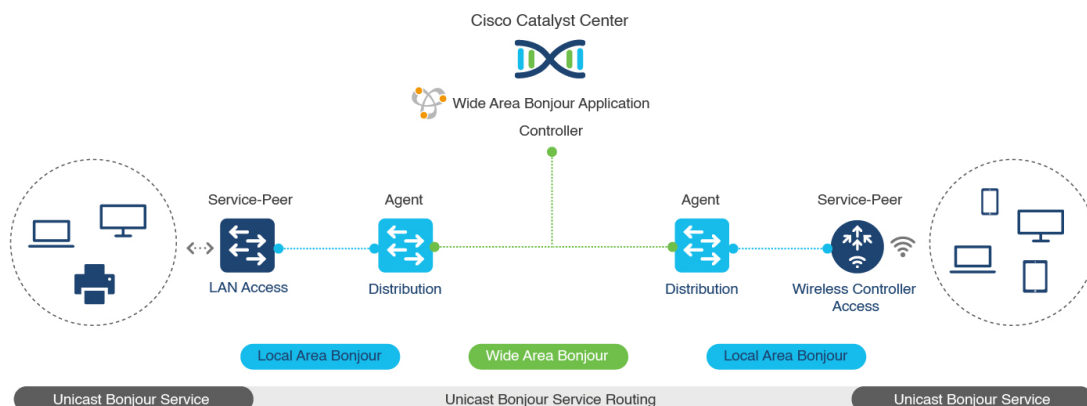 Cisco Catalyst Center
Wide Area Bonjour Application
Controller
Service-Peer
Agent
Agent
Service-Peer
LAN Access
Distribution
Distribution
Wireless Controller
Access
Local Area Bonjour
Wide Area Bonjour
Local Area Bonjour
Unicast Bonjour Service
Unicast Bonjour Service Routing
Unicast Bonjour Service